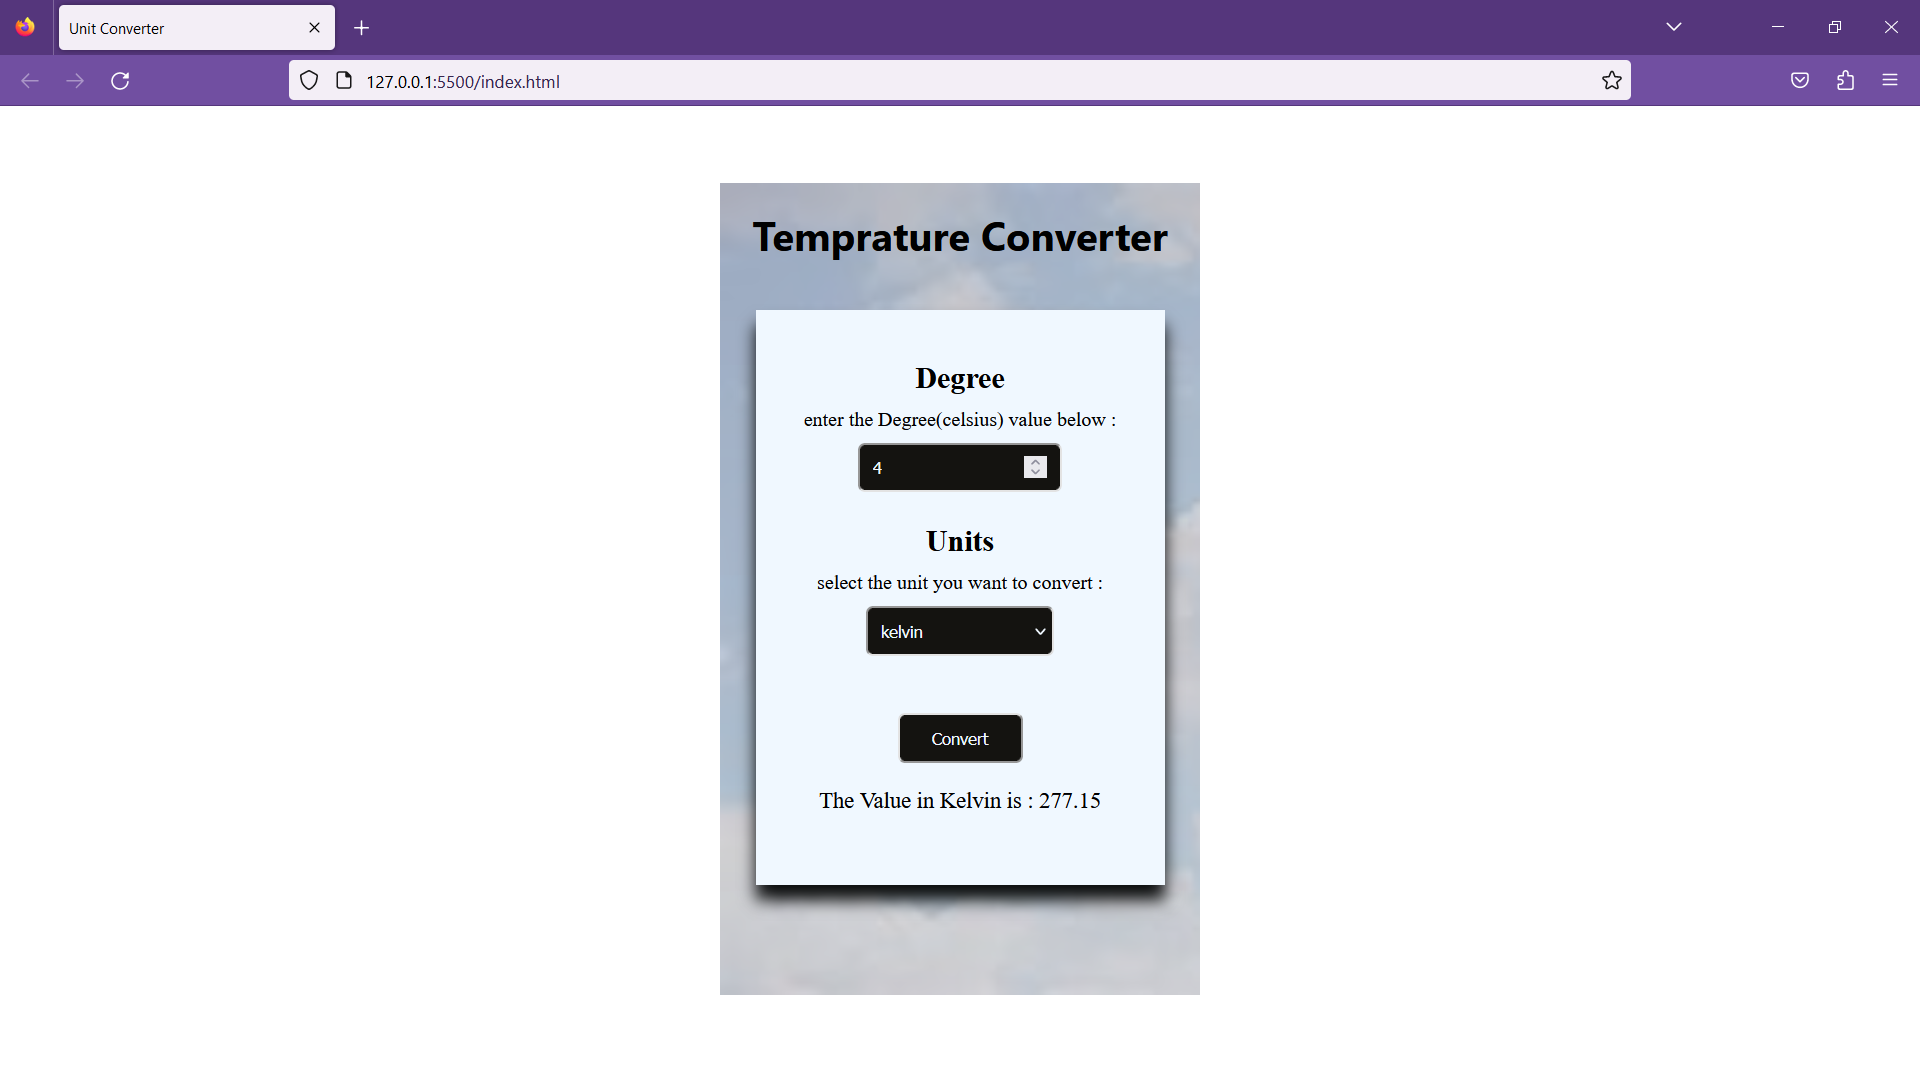 Unit Converter
127.0.0.1:5500/index.html
Temprature Converter
Degree
enter the Degree(celsius) value below :
4
Units
select the unit you want to convert :
kelvin
Convert
The Value in Kelvin is : 277.15